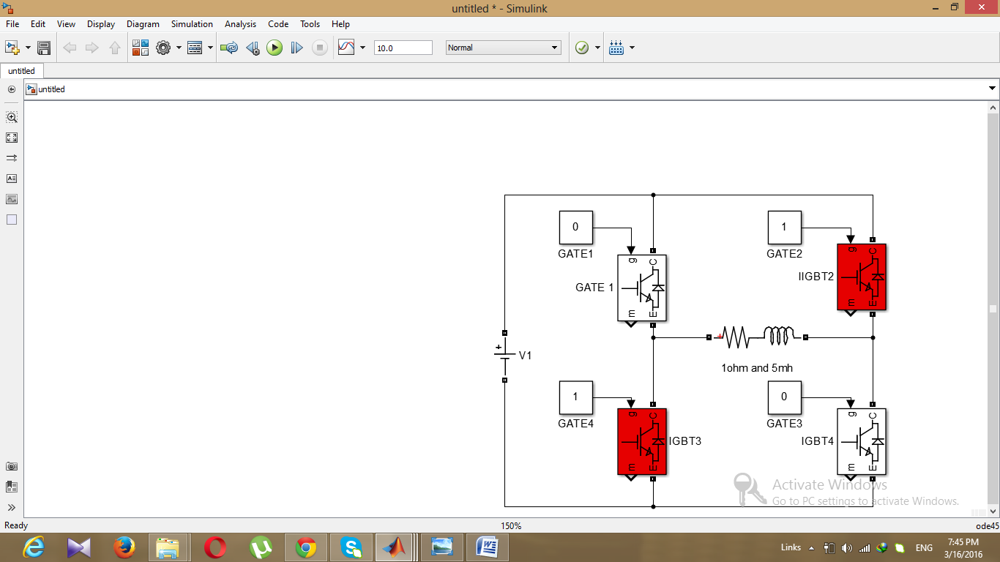 untitled * - Simulink
File Edit View Display Diagram Simulation Analysis Code Tools Help
10.0 Normal
untitled
untitled
0
GATE1
1
GATE2
g C
GATE 1
m E
g C
IIGBT2
m E
+
V1
+
1ohm and 5mh
1
GATE4
0
GATE3
g C
IGBT3
m E
g C
IGBT4
m E
Activate Windows
Go to PC settings to activate Windows.
Ready 150% ode45
Links ENG 7:45 PM
3/16/2016